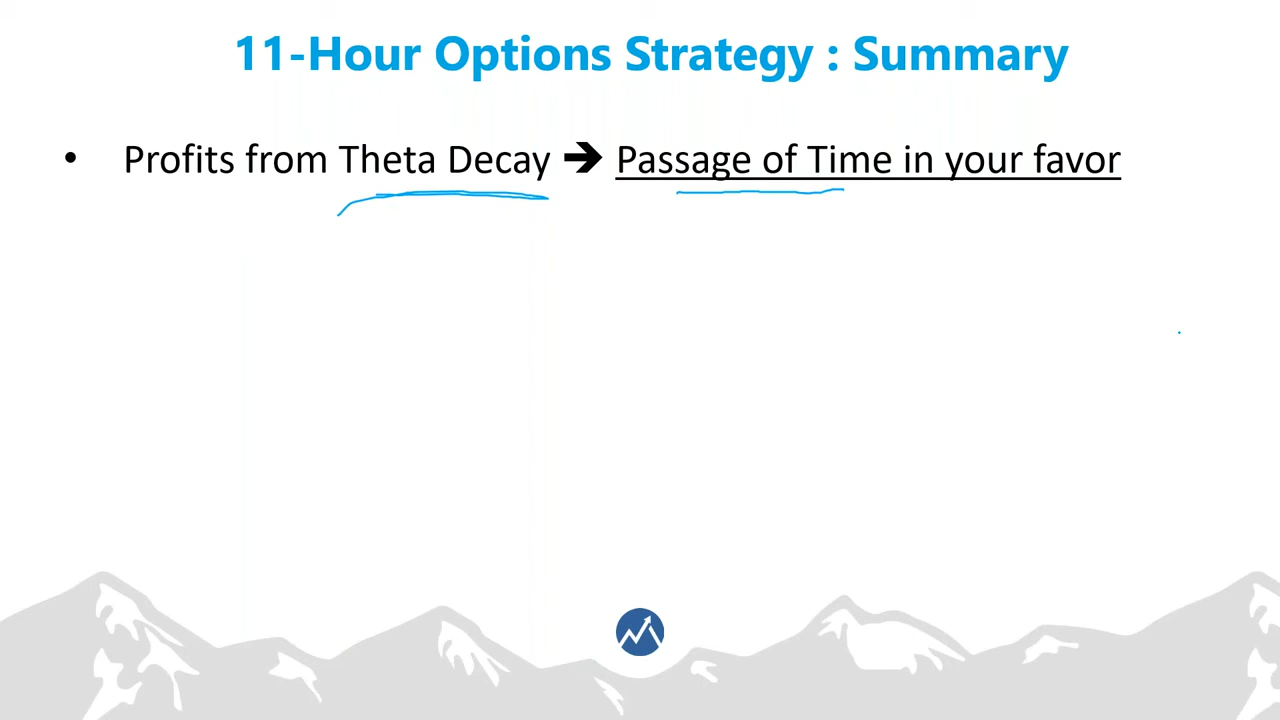 11-Hour Options Strategy : Summary
• Profits from Theta Decay ➔ Passage of Time in your favor